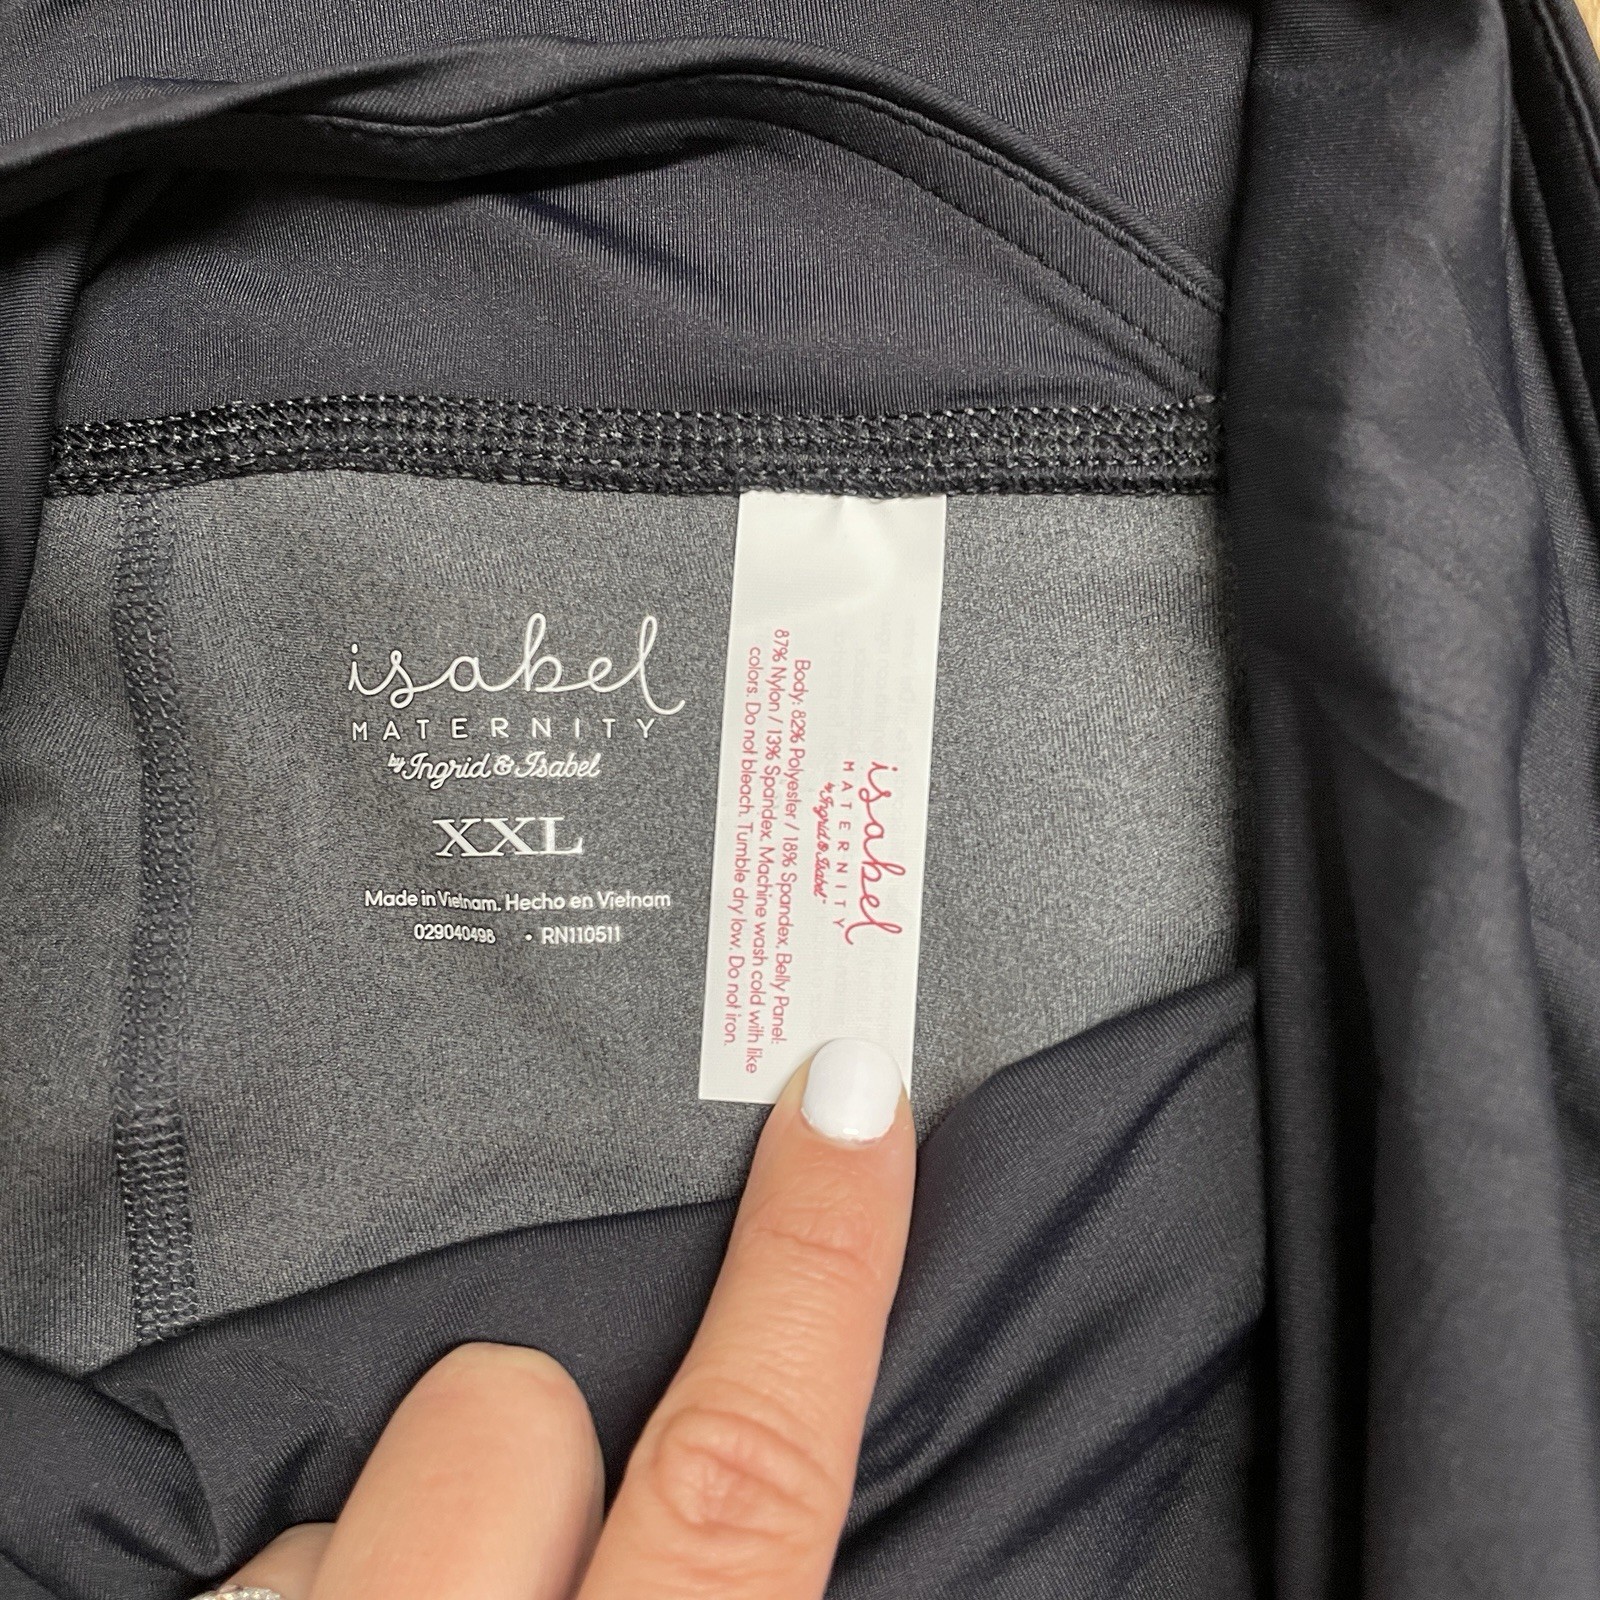 isabel
MATERNITY
by Ingrid & Isabel
XXL
Made in Vietnam. Hecho en Vietnam
029040498 • RN110511
isabel
MATERNITY
by Ingrid & Isabel
Body: 82% Polyester / 18% Spandex. Belly Panel:
87% Nylon / 13% Spandex. Machine wash cold with like
colors. Do not bleach. Tumble dry low. Do not iron.